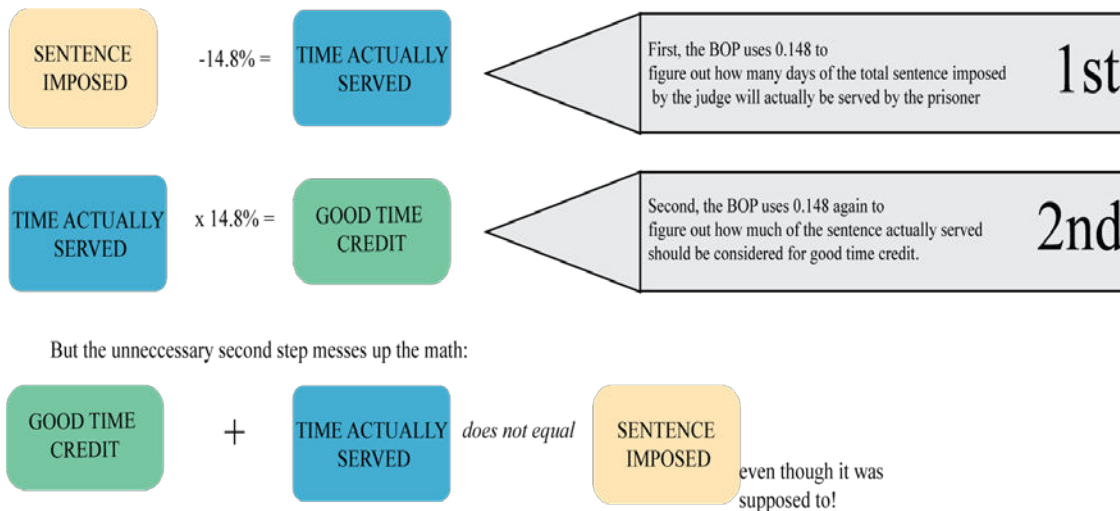 SENTENCE
IMPOSED
-14.8% =
TIME ACTUALLY
SERVED
First, the BOP uses 0.148 to
figure out how many days of the total sentence imposed
by the judge will actually be served by the prisoner
1st
TIME ACTUALLY
SERVED
x 14.8% =
GOOD TIME
CREDIT
Second, the BOP uses 0.148 again to
figure out how much of the sentence actually served
should be considered for good time credit.
2nd
But the unneccessary second step messes up the math:
GOOD TIME
CREDIT
+
TIME ACTUALLY
SERVED
does not equal
SENTENCE
IMPOSED
even though it was
supposed to!